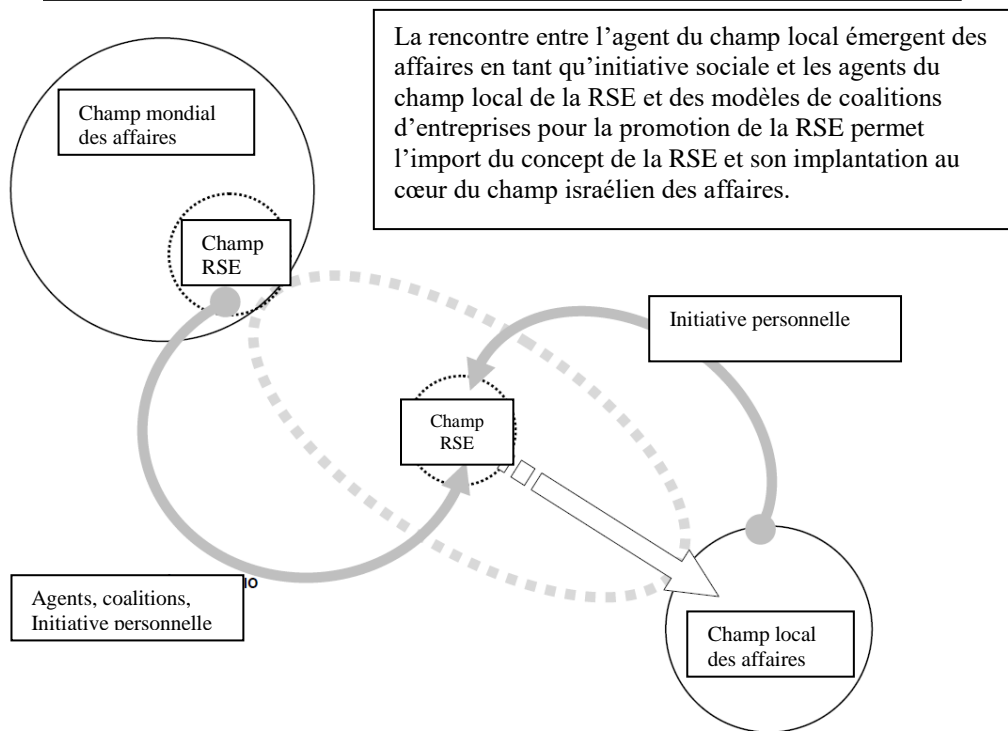 La rencontre entre l'agent du champ local émergent des
affaires en tant qu'initiative sociale et les agents du
champ local de la RSE et des modèles de coalitions
d'entreprises pour la promotion de la RSE permet
l'import du concept de la RSE et son implantation au
cœur du champ israélien des affaires.
Champ mondial
des affaires
Champ
RSE
Initiative personnelle
Champ
RSE
Agents, coalitions,
Initiative personnelle
Champ local
des affaires